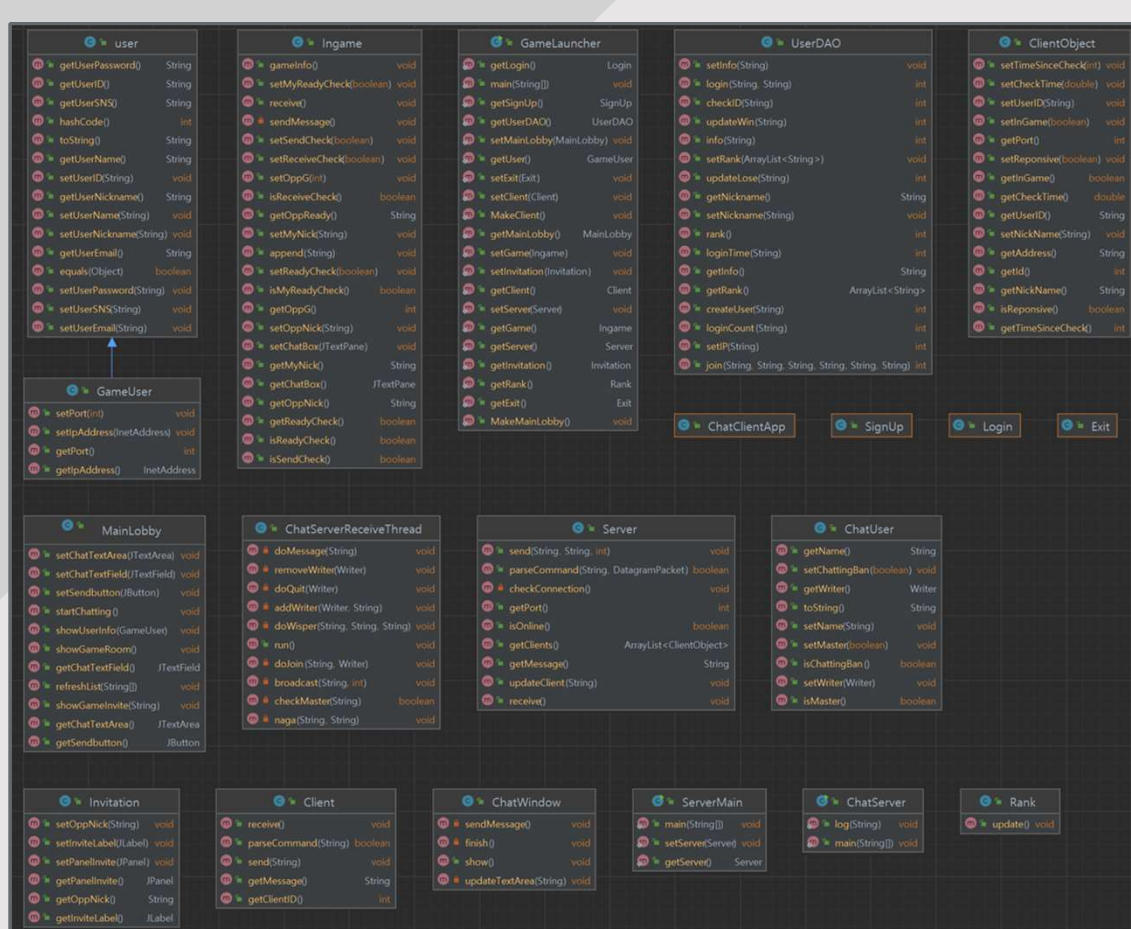 user
getUserPassword() String
getUserID() String
getUserSNS() String
hashCode() int
toString() String
getUserName() String
setUserID(String) void
getUserNickname() String
setUserName(String) void
setUserNickname(String) void
getUserEmail() String
equals(Object) boolean
setUserPassword(String) void
setUserSNS(String) void
setUserEmail(String) void
GameUser
setPort(int) void
setIpAddress(InetAddress) void
getPort() int
getIpAddress() InetAddress
Ingame
gameInfo() void
setMyReadyCheck(boolean) void
receive() void
sendMessage() void
setSendCheck(boolean) void
setReceiveCheck(boolean) void
setOppG(int) void
isReceiveCheck() boolean
getOppReady() String
setMyNick(String) void
append(String) void
setReadyCheck(boolean) void
isMyReadyCheck() boolean
getOppG() int
setOppNick(String) void
setChatBox(JTextPane) void
getMyNick() String
getChatBox() JTextPane
getOppNick() String
getReadyCheck() boolean
isReadyCheck() boolean
isSendCheck() boolean
GameLauncher
getLogin() Login
main(String[]) void
getSignUp() SignUp
getUserDAO() UserDAO
setMainLobby(MainLobby) void
getUser() GameUser
setExit(Exit) void
setClient(Client) void
MakeClient() void
getMainLobby() MainLobby
setGame(Ingame) void
setInvitation(Invitation) void
getClient() Client
setServer(Server) void
getGame() Ingame
getServer() Server
getInvitation() Invitation
getRank() Rank
getExit() Exit
MakeMainLobby() void
UserDAO
setInfo(String) void
login(String, String) int
checkID(String) int
updateWin(String) int
info(String) int
setRank(ArrayList<String>) void
updateLose(String) int
getNickname() String
setNickname(String) void
rank() int
loginTime(String) int
getInfo() String
getRank() ArrayList<String>
createUser(String) int
loginCount(String) int
setIP(String) int
join(String, String, String, String, String, String) int
ClientObject
setTimeSinceCheck(int) void
setCheckTime(double) void
setUserID(String) void
setInGame(boolean) void
getPort() int
setReponsive(boolean) void
getInGame() boolean
getCheckTime() double
getUserID() String
setNickName(String) void
getAddress() String
getId() int
getNickName() String
isReponsive() boolean
getTimeSinceCheck() int
ChatClientApp
SignUp
Login
Exit
MainLobby
setChatTextArea(JTextArea) void
setChatTextField(JTextField) void
setSendbutton(JButton) void
startChatting() void
showUserInfo(GameUser) void
showGameRoom() void
getChatTextField() JTextField
refreshList(String[]) void
showGameInvite(String) void
getChatTextArea() JTextArea
getSendbutton() JButton
ChatServerReceiveThread
doMessage(String) void
removeWriter(Writer) void
doQuit(Writer) void
addWriter(Writer, String) void
doWisper(String, String, String) void
run() void
doJoin(String, Writer) void
broadcast(String, int) void
checkMaster(String) boolean
naga(String, String) void
Server
send(String, String, int) void
parseCommand(String, DatagramPacket) boolean
checkConnection() void
getPort() int
isOnline() boolean
getClients() ArrayList<ClientObject>
getMessage() String
updateClient(String) void
receive() void
ChatUser
getName() String
setChattingBan(boolean) void
getWriter() Writer
toString() String
setName(String) void
setMaster(boolean) void
isChattingBan() boolean
setWriter(Writer) void
isMaster() boolean
Invitation
setOppNick(String) void
setInviteLabel(JLabel) void
setPanelInvite(JPanel) void
getPanelInvite() JPanel
getOppNick() String
getInviteLabel() JLabel
Client
receive() void
parseCommand(String) boolean
send(String) void
getMessage() String
getClientID() int
ChatWindow
sendMessage() void
finish() void
show() void
updateTextArea(String) void
ServerMain
main(String[]) void
setServer(Server) void
getServer() Server
ChatServer
log(String) void
main(String[]) void
Rank
update() void